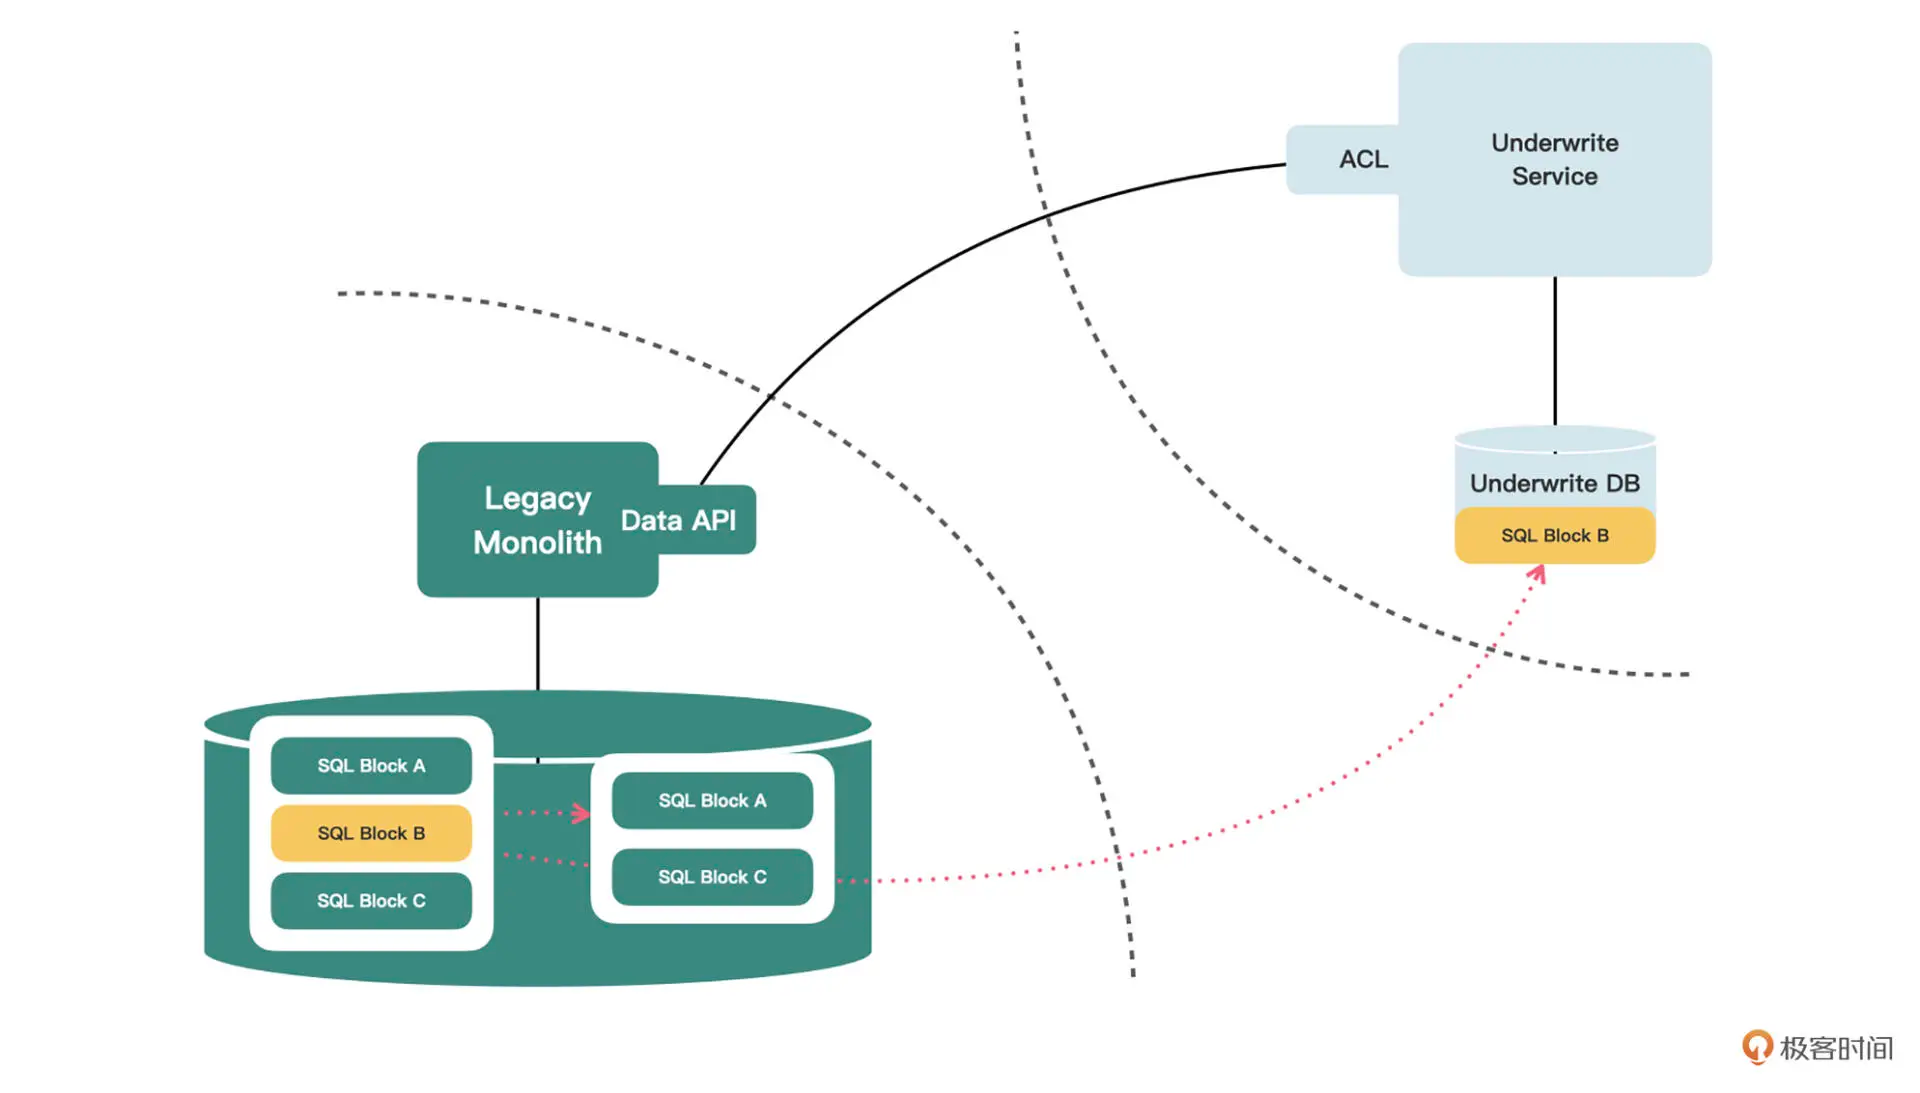 Underwrite
Service
ACL
Underwrite DB
SQL Block B
Legacy
Monolith
Data API
SQL Block A
SQL Block B
SQL Block C
SQL Block A
SQL Block C
极客时间